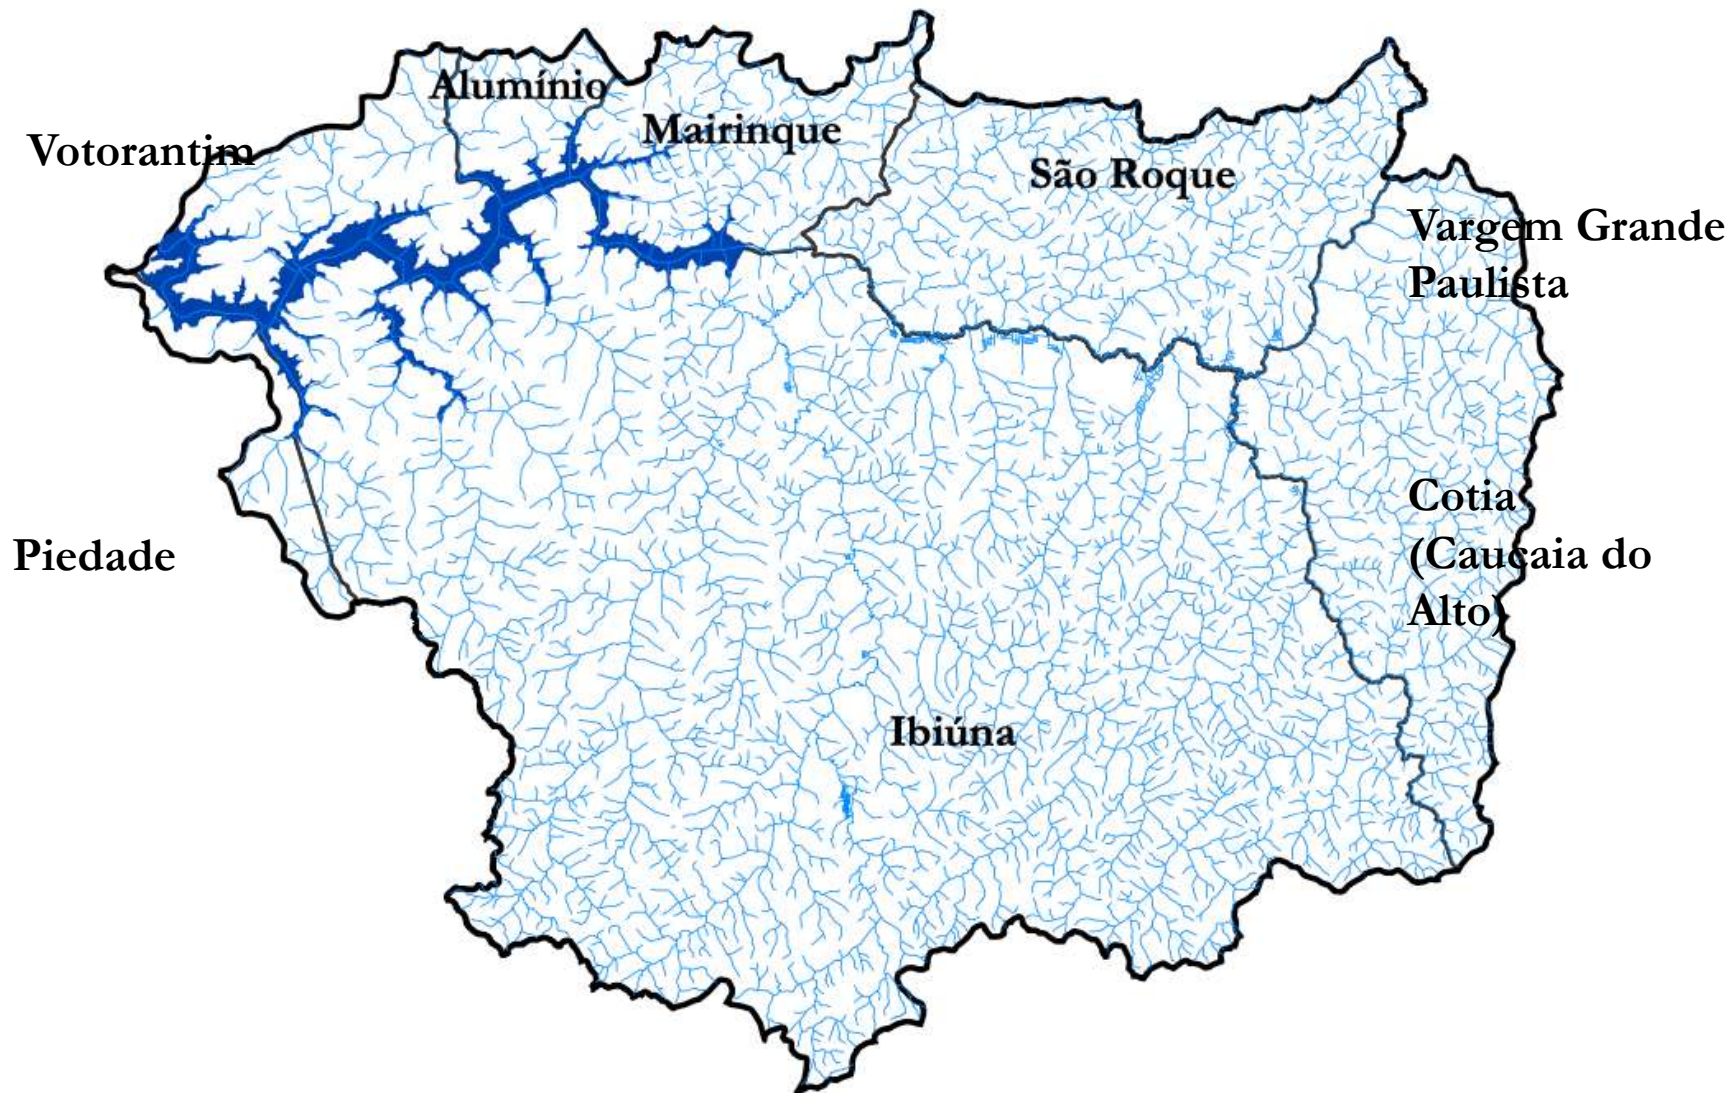 Alumínio
Mairinque
Votorantim
São Roque
Vargem Grande
Paulista
Cotia
(Caucaia do
Alto)
Piedade
Ibiúna